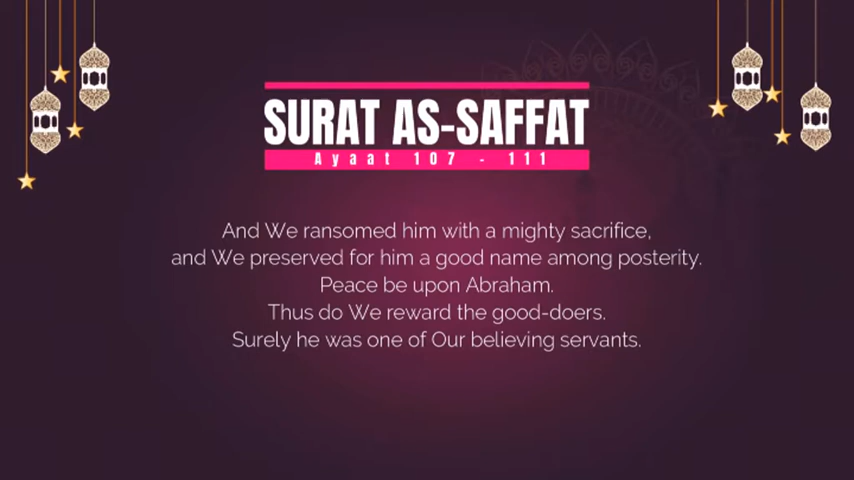 SURAT AS-SAFFAT
Ayaat 107 - 111
And We ransomed him with a mighty sacrifice,
and We preserved for him a good name among posterity.
Peace be upon Abraham.
Thus do We reward the good-doers.
Surely he was one of Our believing servants.